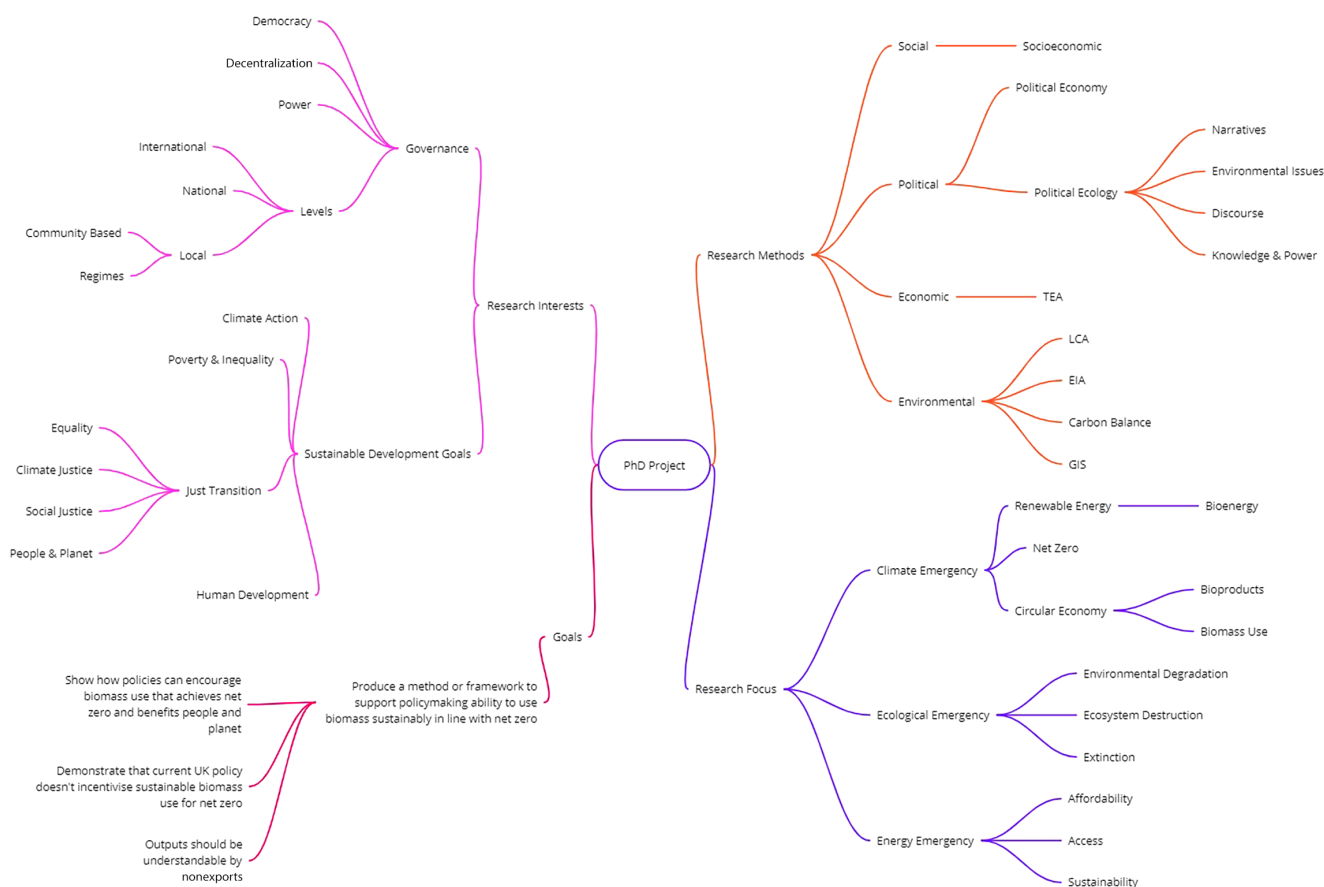 PhD Project
Research Interests
Governance
Democracy
Decentralization
Power
Levels
International
National
Local
Community Based
Regimes
Sustainable Development Goals
Climate Action
Poverty & Inequality
Just Transition
Equality
Climate Justice
Social Justice
People & Planet
Human Development
Goals
Produce a method or framework to
support policymaking ability to use
biomass sustainably in line with net zero
Show how policies can encourage
biomass use that achieves net
zero and benefits people and
planet
Demonstrate that current UK policy
doesn't incentivise sustainable biomass
use for net zero
Outputs should be
understandable by
nonexports
Research Methods
Social
Socioeconomic
Political
Political Economy
Political Ecology
Narratives
Environmental Issues
Discourse
Knowledge & Power
Economic
TEA
Environmental
LCA
EIA
Carbon Balance
GIS
Research Focus
Climate Emergency
Renewable Energy
Bioenergy
Net Zero
Circular Economy
Bioproducts
Biomass Use
Ecological Emergency
Environmental Degradation
Ecosystem Destruction
Extinction
Energy Emergency
Affordability
Access
Sustainability